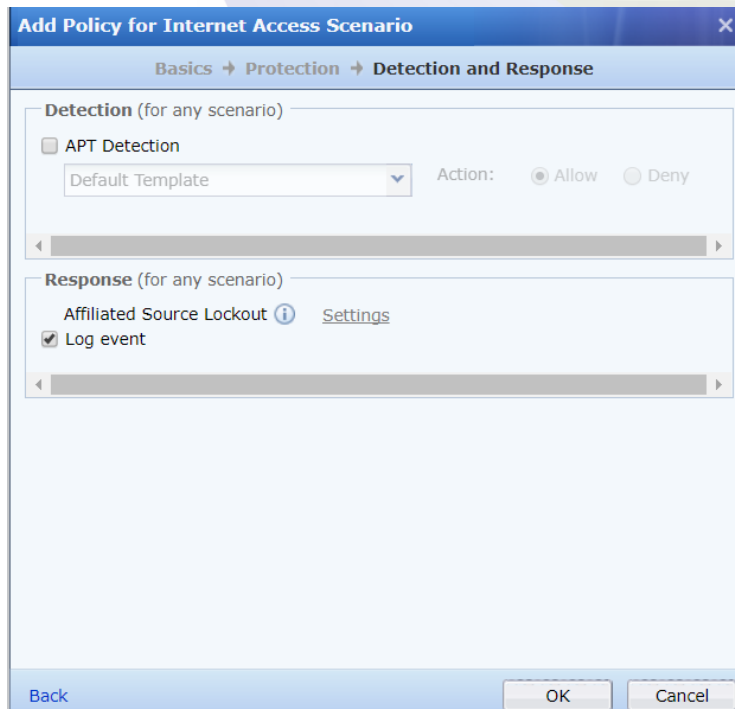 Add Policy for Internet Access Scenario
Basics → Protection → Detection and Response
Detection (for any scenario)
APT Detection
Default Template Action: Allow Deny
Response (for any scenario)
Affiliated Source Lockout Settings
Log event
Back OK Cancel